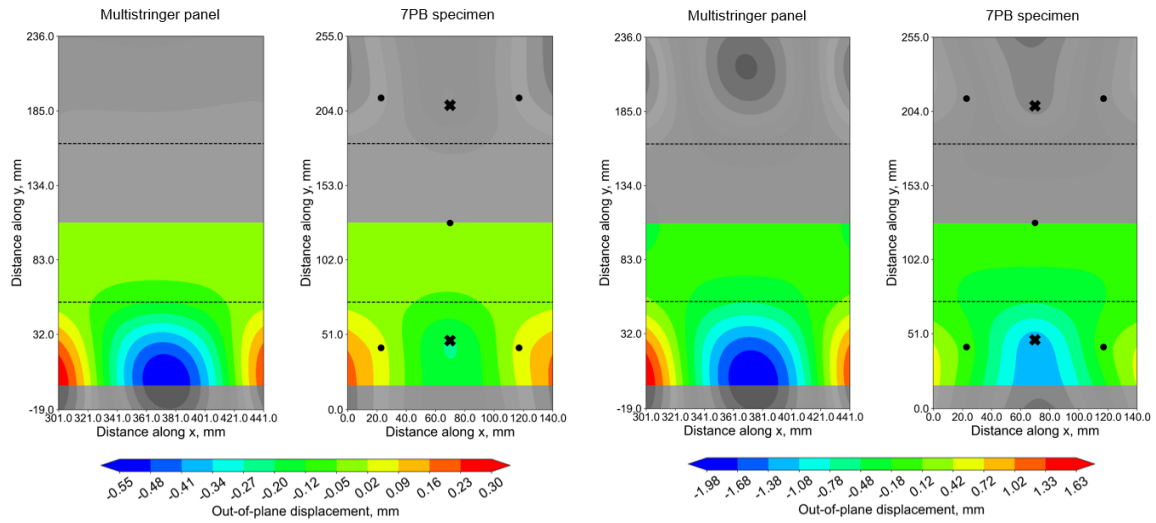 Multistringer panel
7PB specimen
Multistringer panel
7PB specimen
236.0
185.0
134.0
83.0
32.0
-19.0
Distance along y, mm
301.0 321.0 341.0 361.0 381.0 401.0 421.0 441.0
Distance along x, mm
255.0
204.0
153.0
102.0
51.0
0.0
Distance along y, mm
0.0 20.0 40.0 60.0 80.0 100.0 120.0 140.0
Distance along x, mm
236.0
185.0
134.0
83.0
32.0
-19.0
Distance along y, mm
301.0 321.0 341.0 361.0 381.0 401.0 421.0 441.0
Distance along x, mm
255.0
204.0
153.0
102.0
51.0
0.0
Distance along y, mm
0.0 20.0 40.0 60.0 80.0 100.0 120.0 140.0
Distance along x, mm
-0.55 -0.48 -0.41 -0.34 -0.27 -0.20 -0.12 -0.05 0.02 0.09 0.16 0.23 0.30
Out-of-plane displacement, mm
-1.98 -1.68 -1.38 -1.08 -0.78 -0.48 -0.18 0.12 0.42 0.72 1.02 1.33 1.63
Out-of-plane displacement, mm